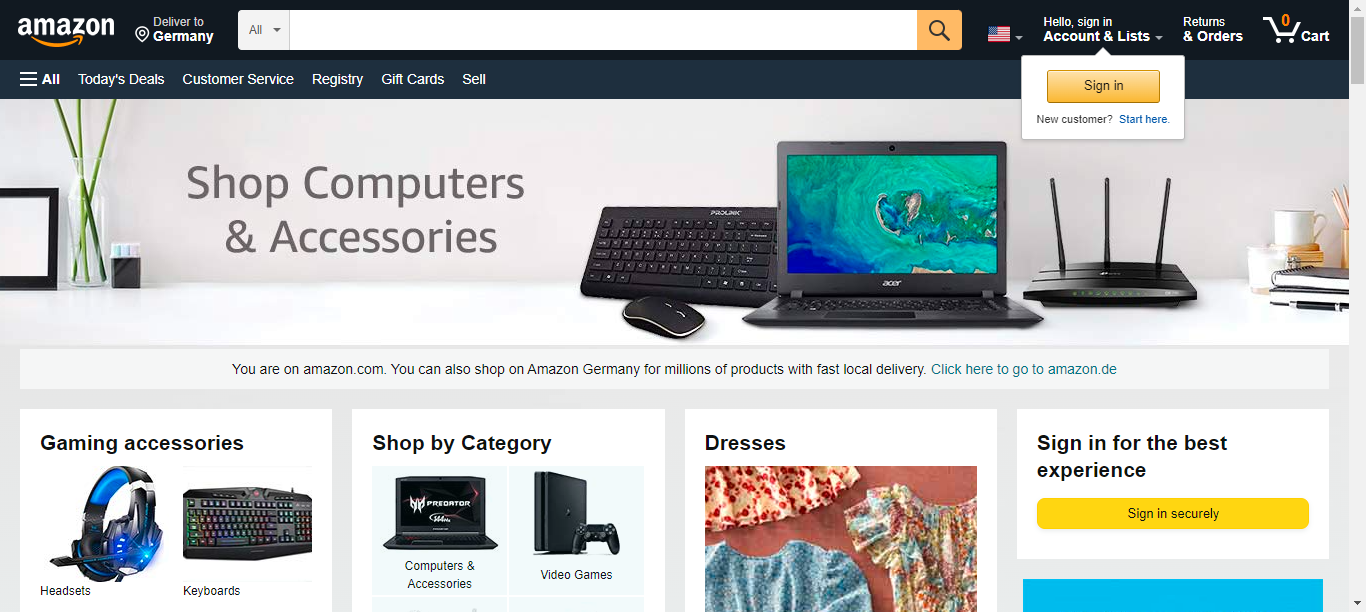 amazon
Deliver to
Germany
All
Hello, sign in
Account & Lists
Returns
& Orders
0
Cart
All
Today's Deals
Customer Service
Registry
Gift Cards
Sell
Sign in
New customer? Start here.
Shop Computers
& Accessories
PROLINK
acer
You are on amazon.com. You can also shop on Amazon Germany for millions of products with fast local delivery. Click here to go to amazon.de
Gaming accessories
Headsets
Keyboards
Shop by Category
PREDATOR
Computers &
Accessories
Video Games
Dresses
Sign in for the best
experience
Sign in securely